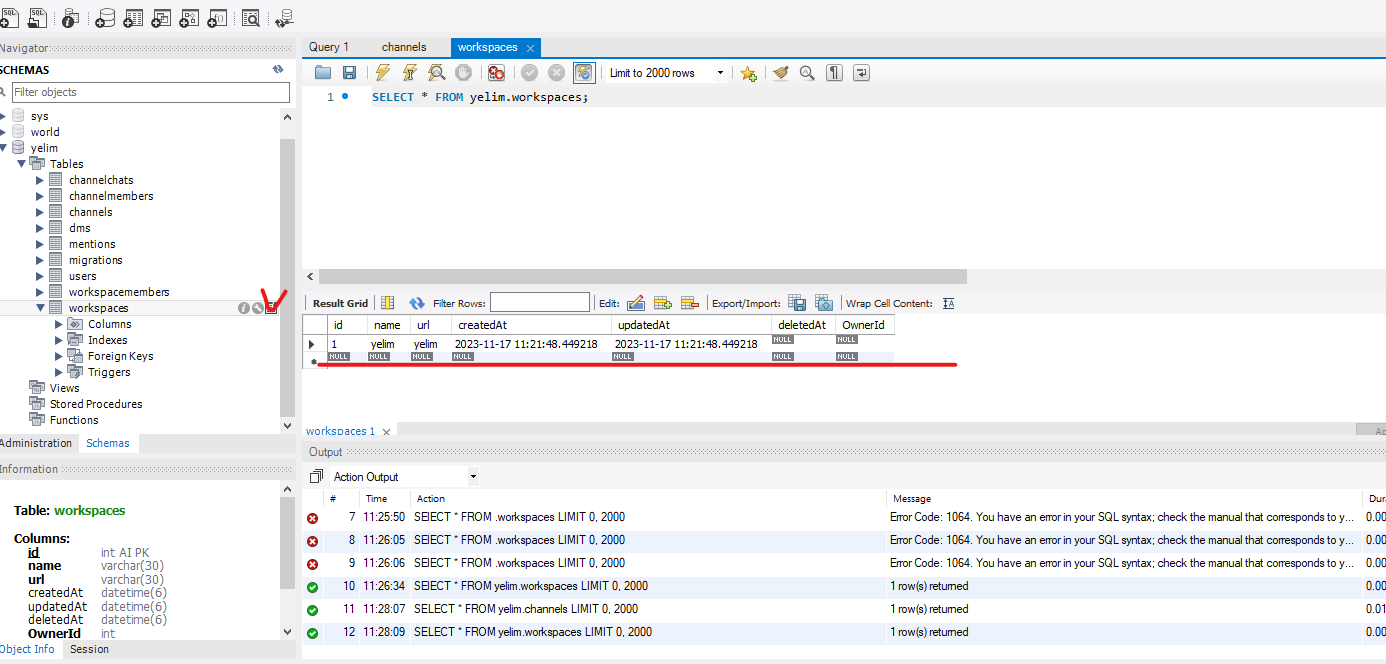 Navigator
SCHEMAS
Filter objects
sys
world
yelim
Tables
channelchats
channelmembers
channels
dms
mentions
migrations
users
workspacemembers
workspaces
Columns
Indexes
Foreign Keys
Triggers
Views
Stored Procedures
Functions
Administration Schemas
Information
Table: workspaces
Columns:
id int AI PK
name varchar(30)
url varchar(30)
createdAt datetime(6)
updatedAt datetime(6)
deletedAt datetime(6)
OwnerId int
Object Info Session
Query 1 channels workspaces
Limit to 2000 rows
1 SELECT * FROM yelim.workspaces;
Result Grid Filter Rows: Edit: Export/Import: Wrap Cell Content:
id name url createdAt updatedAt deletedAt OwnerId
1 yelim yelim 2023-11-17 11:21:48.449218 2023-11-17 11:21:48.449218 NULL NULL
NULL NULL NULL NULL NULL NULL NULL
workspaces 1
Output
Action Output
# Time Action Message
7 11:25:50 SElECT * FROM .workspaces LIMIT 0, 2000 Error Code: 1064. You have an error in your SQL syntax; check the manual that corresponds to y... 0.00
8 11:26:05 SElECT * FROM .workspaces LIMIT 0, 2000 Error Code: 1064. You have an error in your SQL syntax; check the manual that corresponds to y... 0.00
9 11:26:06 SElECT * FROM .workspaces LIMIT 0, 2000 Error Code: 1064. You have an error in your SQL syntax; check the manual that corresponds to y... 0.00
10 11:26:34 SElECT * FROM yelim.workspaces LIMIT 0, 2000 1 row(s) returned 0.00
11 11:28:07 SELECT * FROM yelim.channels LIMIT 0, 2000 1 row(s) returned 0.01
12 11:28:09 SELECT * FROM yelim.workspaces LIMIT 0, 2000 1 row(s) returned 0.00